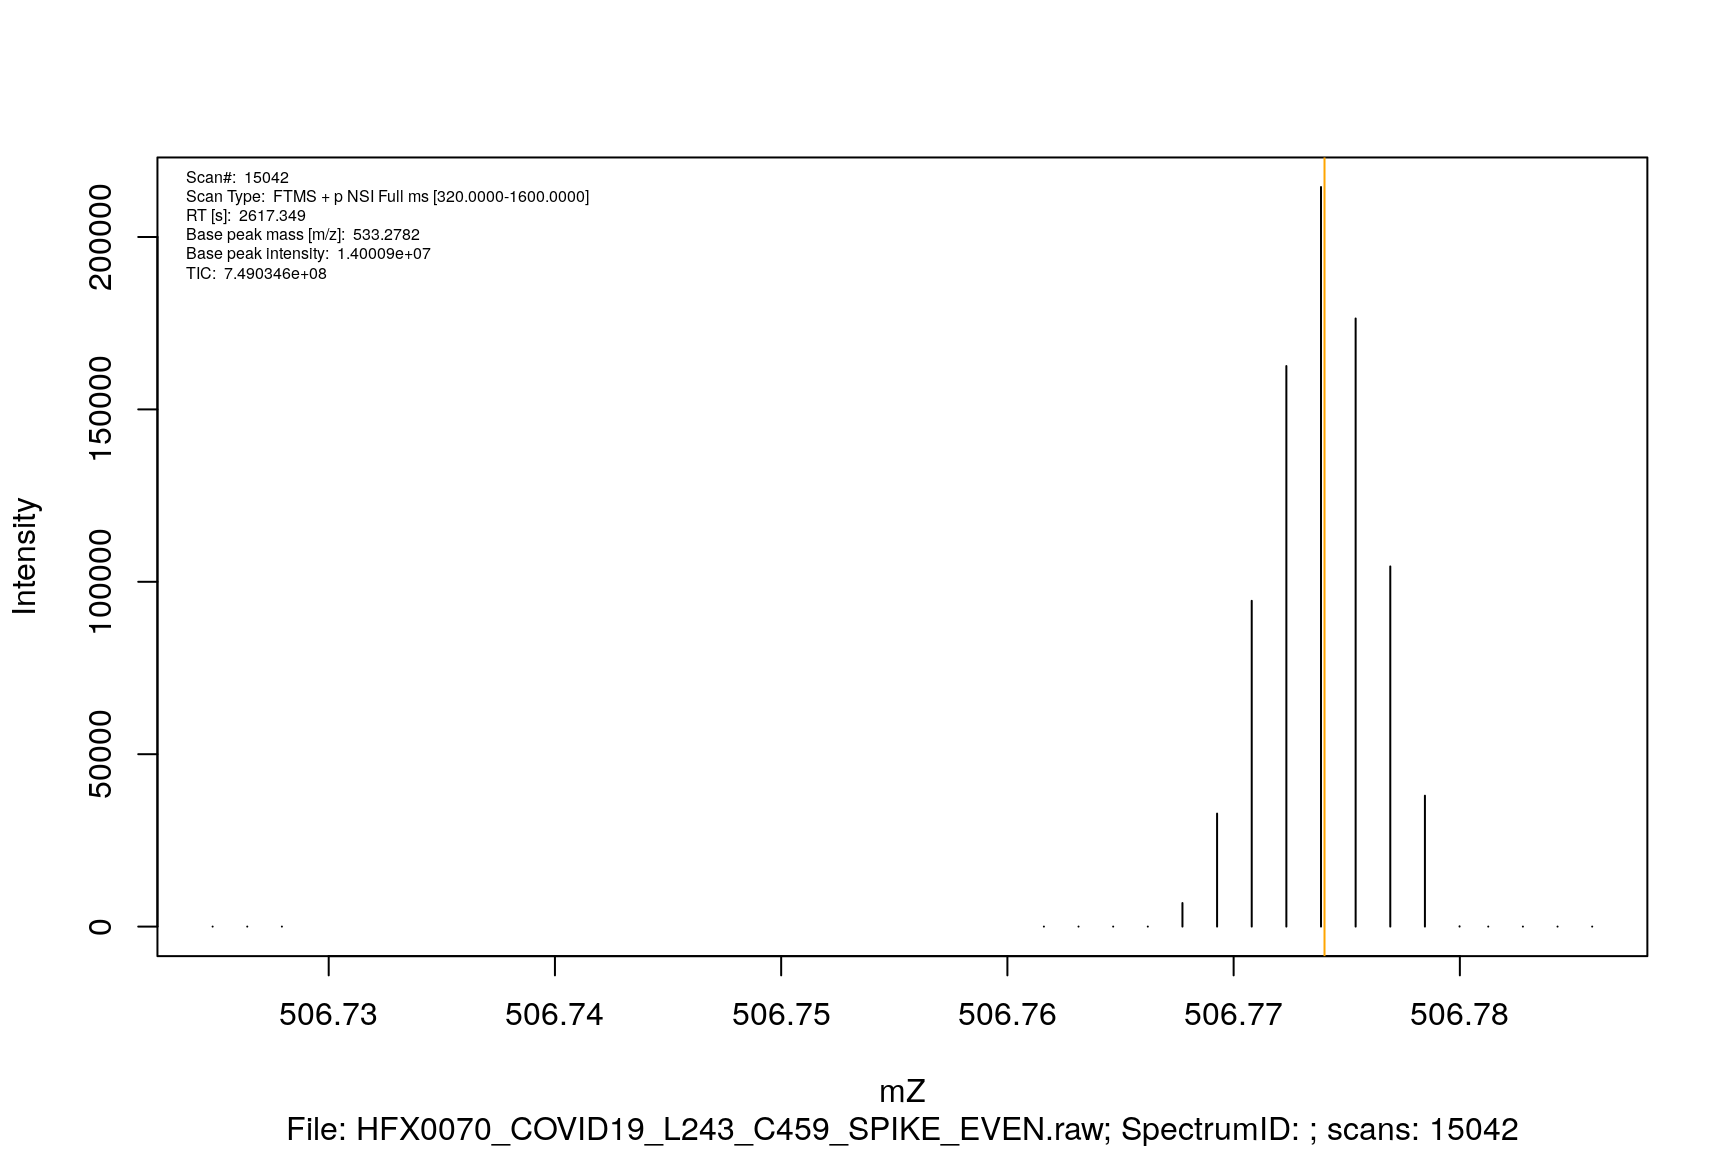 Scan#: 15042
Scan Type: FTMS + p NSI Full ms [320.0000-1600.0000]
RT [s]: 2617.349
Base peak mass [m/z]: 533.2782
Base peak intensity: 1.40009e+07
TIC: 7.490346e+08
200000
150000
100000
50000
0
Intensity
506.73 506.74 506.75 506.76 506.77 506.78
mZ
File: HFX0070_COVID19_L243_C459_SPIKE_EVEN.raw; SpectrumID: ; scans: 15042